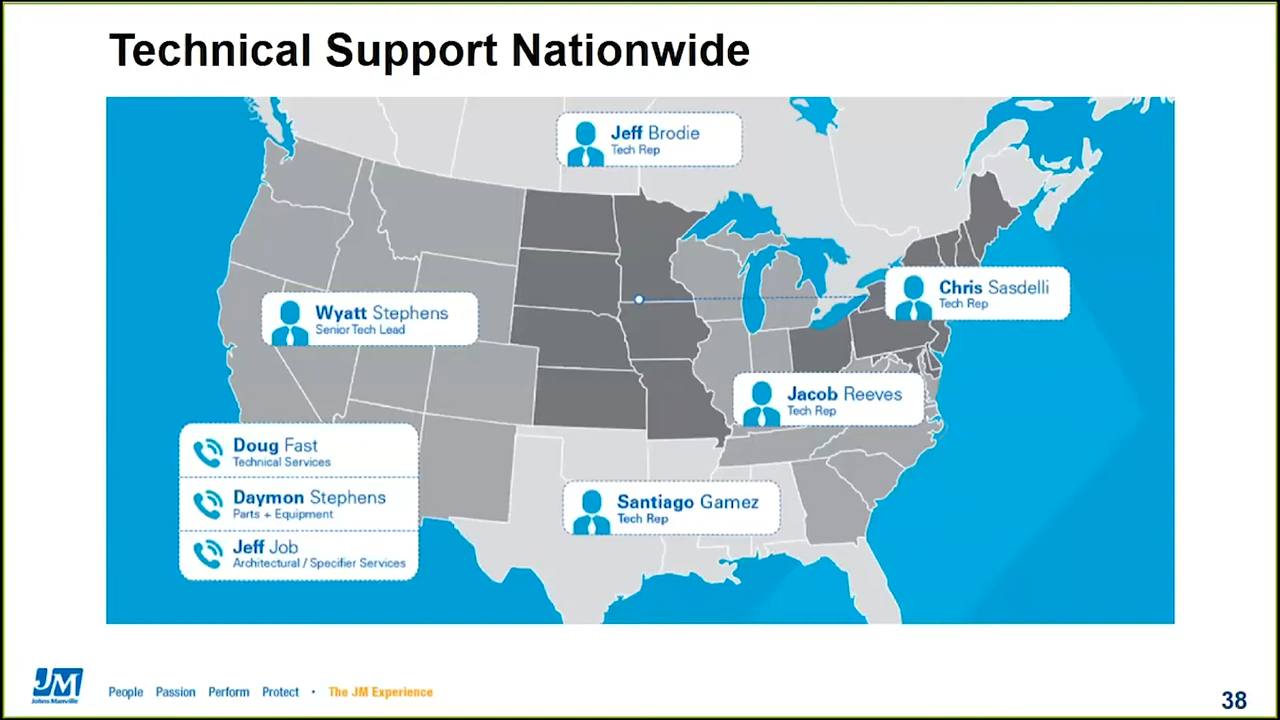 Technical Support Nationwide
Jeff Brodie
Tech Rep
Chris Sasdelli
Tech Rep
Wyatt Stephens
Senior Tech Lead
Jacob Reeves
Tech Rep
Doug Fast
Technical Services
Daymon Stephens
Parts + Equipment
Jeff Job
Architectural / Specifier Services
Santiago Gamez
Tech Rep
JM
Johns Manville
People Passion Perform Protect • The JM Experience
38